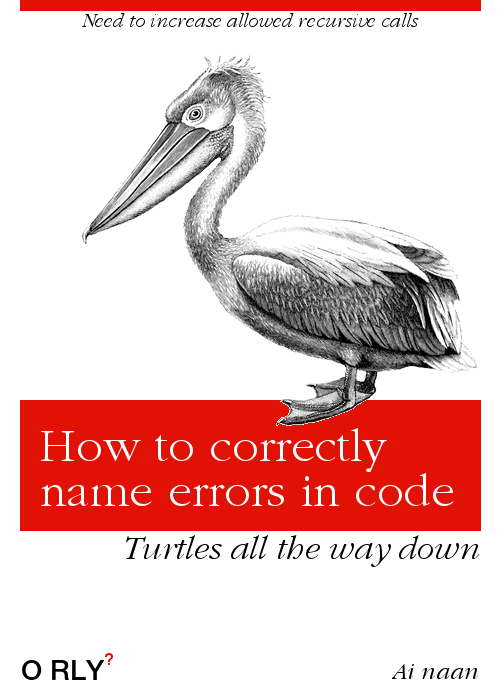 Need to increase allowed recursive calls
How to correctly
name errors in code
Turtles all the way down
O RLY?
Ai naan